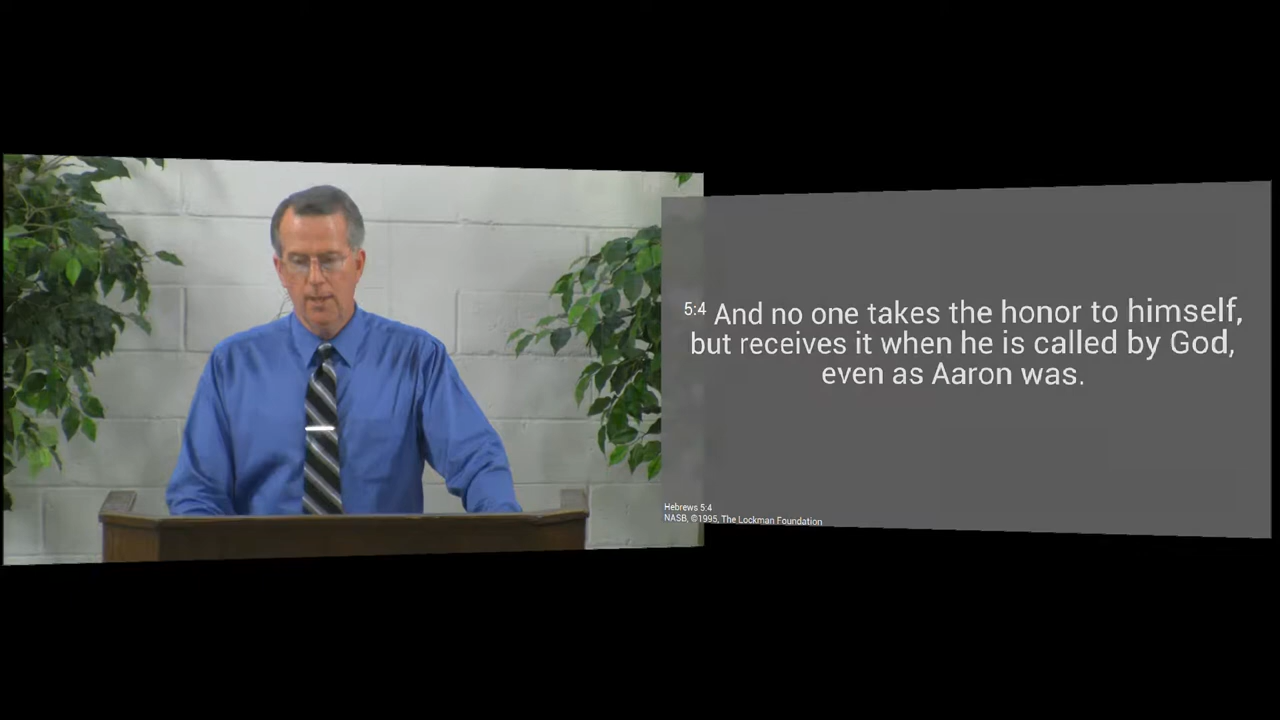 5:4 And no one takes the honor to himself,
but receives it when he is called by God,
even as Aaron was.
Hebrews 5:4
NASB, ©1995, The Lockman Foundation